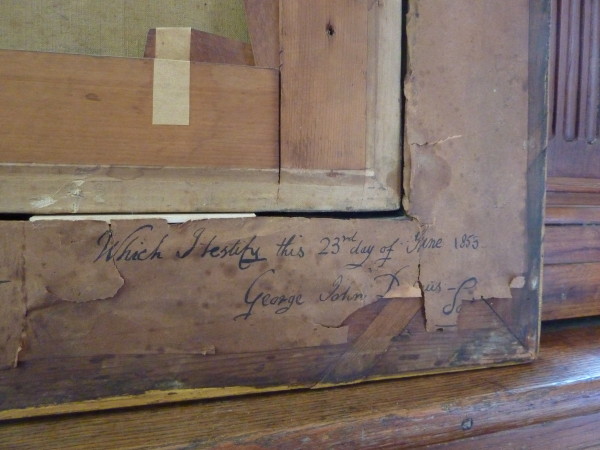 Which I testify this 23rd day of June 1853
George John